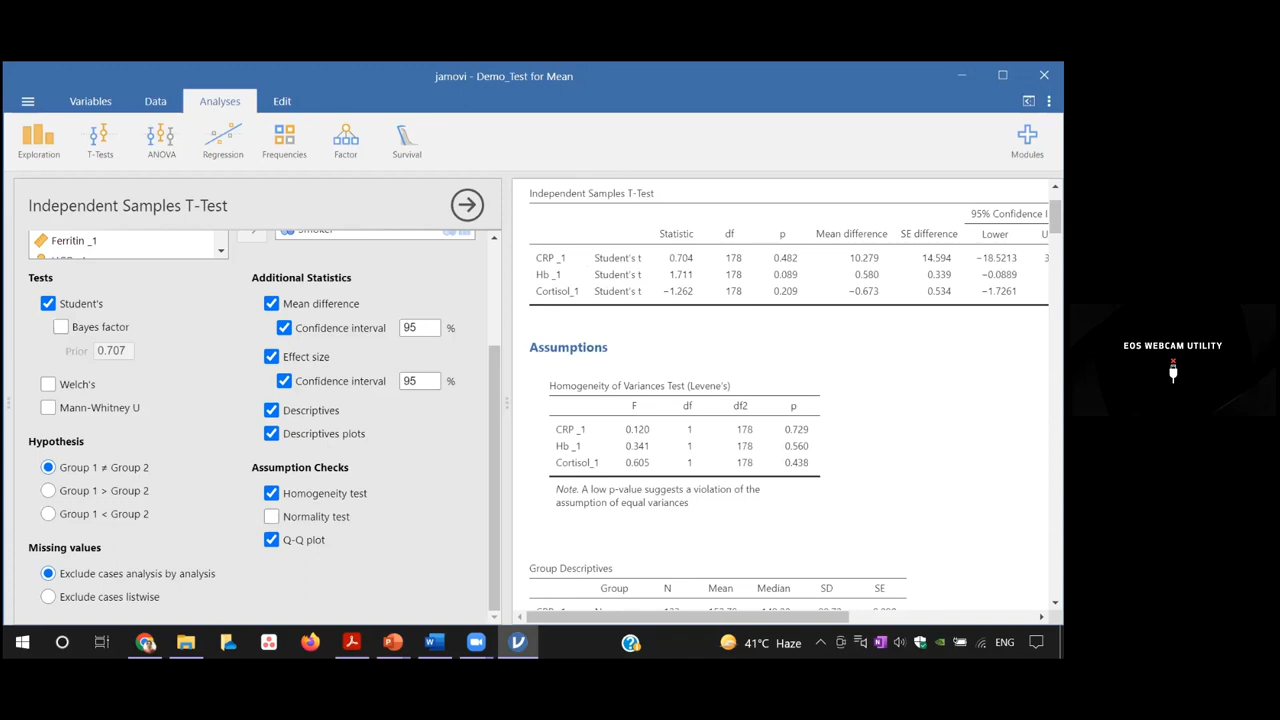 jamovi - Demo_Test for Mean
Variables Data Analyses Edit
Exploration T-Tests ANOVA Regression Frequencies Factor Survival Modules
Independent Samples T-Test
Ferritin _1
Tests
Student's
Bayes factor
Prior 0.707
Welch's
Mann-Whitney U
Hypothesis
Group 1 ≠ Group 2
Group 1 > Group 2
Group 1 < Group 2
Missing values
Exclude cases analysis by analysis
Exclude cases listwise
Additional Statistics
Mean difference
Confidence interval 95 %
Effect size
Confidence interval 95 %
Descriptives
Descriptives plots
Assumption Checks
Homogeneity test
Normality test
Q-Q plot
Independent Samples T-Test
95% Confidence I
Statistic df p Mean difference SE difference Lower U
CRP _1 Student's t 0.704 178 0.482 10.279 14.594 −18.5213
Hb _1 Student's t 1.711 178 0.089 0.580 0.339 −0.0889
Cortisol_1 Student's t −1.262 178 0.209 −0.673 0.534 −1.7261
Assumptions
Homogeneity of Variances Test (Levene's)
F df df2 p
CRP _1 0.120 1 178 0.729
Hb _1 0.341 1 178 0.560
Cortisol_1 0.605 1 178 0.438
Note. A low p-value suggests a violation of the
assumption of equal variances
Group Descriptives
Group N Mean Median SD SE
41°C Haze ENG
EOS WEBCAM UTILITY